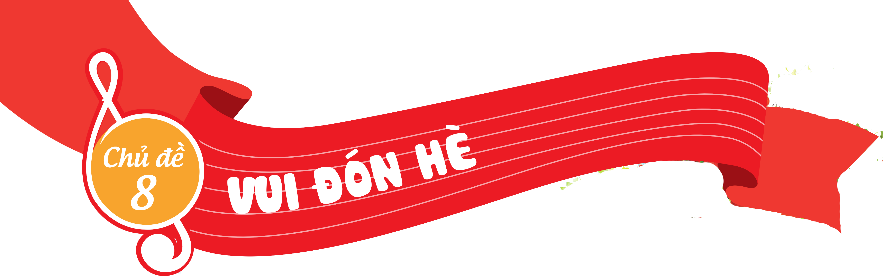 Chủ đề
8
VUI ĐÓN HÈ